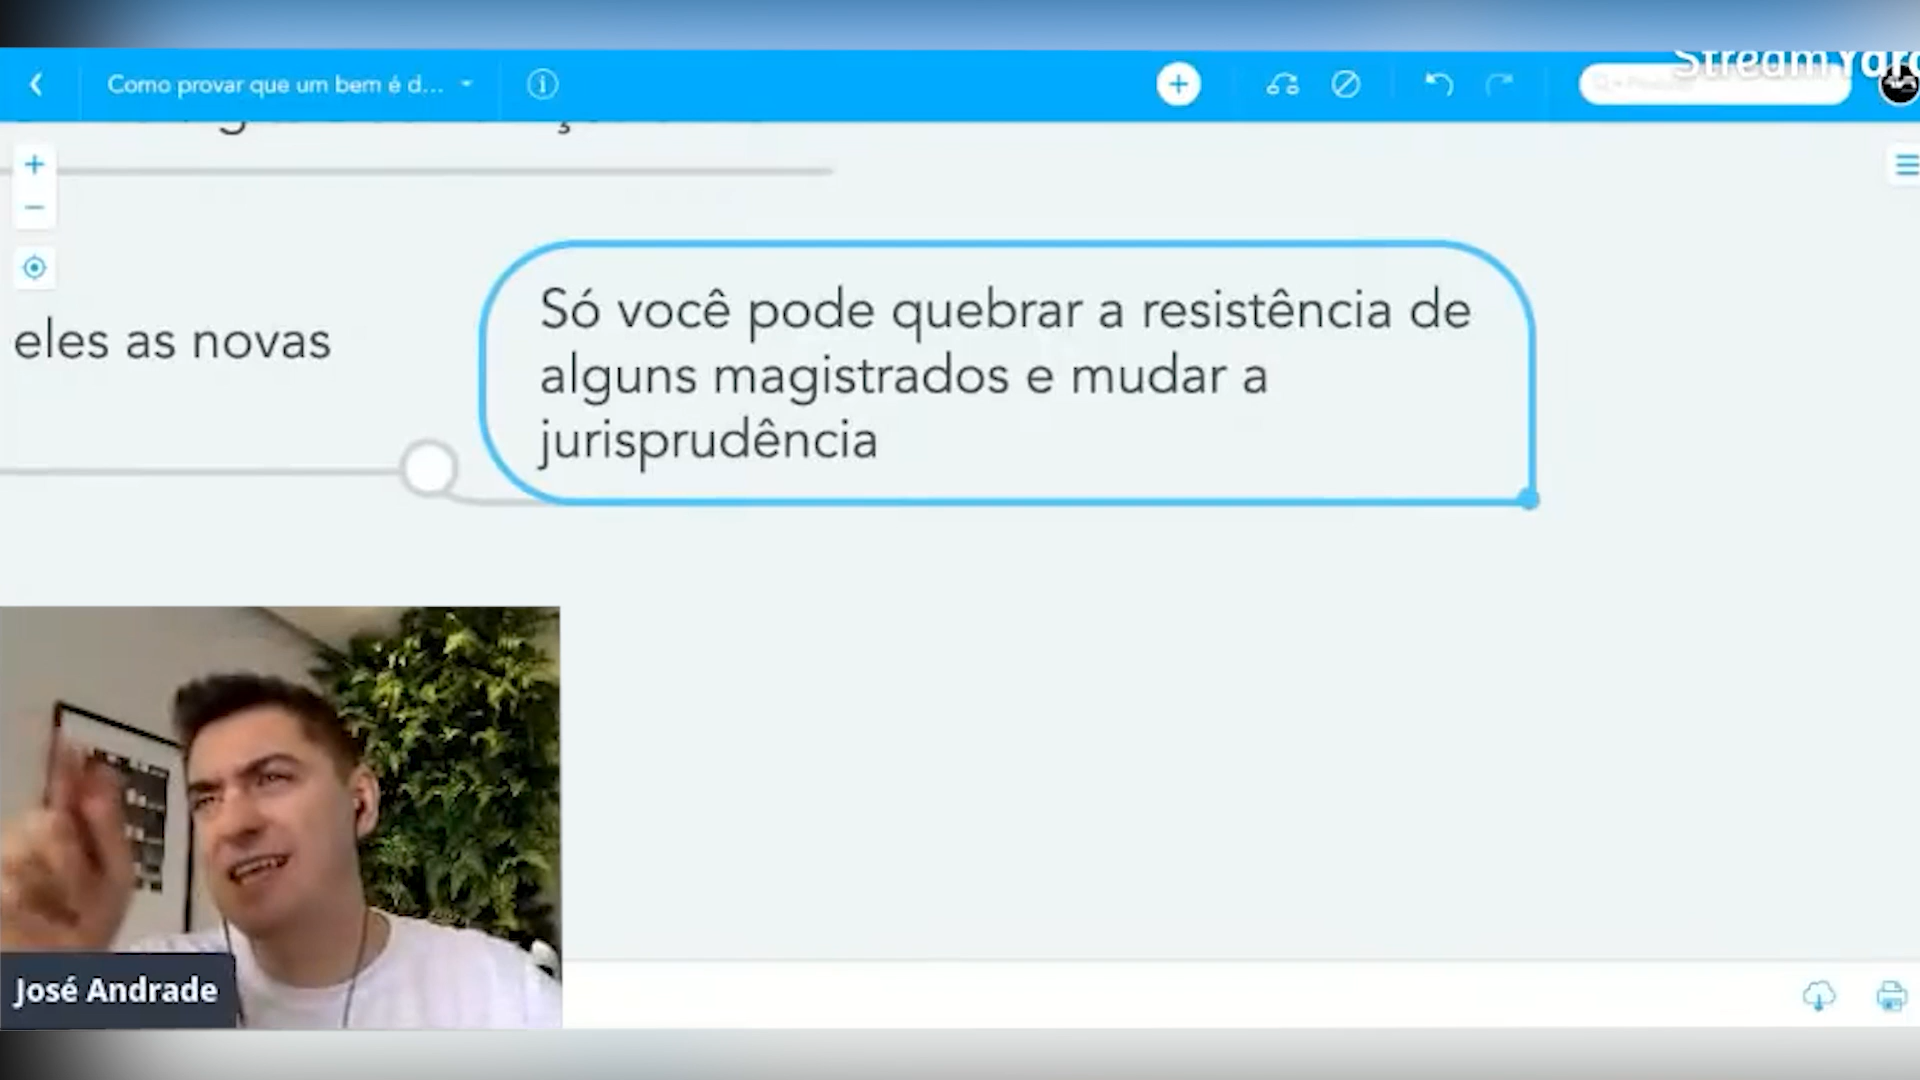 StreamYard
Como provar que um bem é d...
Só você pode quebrar a resistência de
alguns magistrados e mudar a
jurisprudência
eles as novas
José Andrade